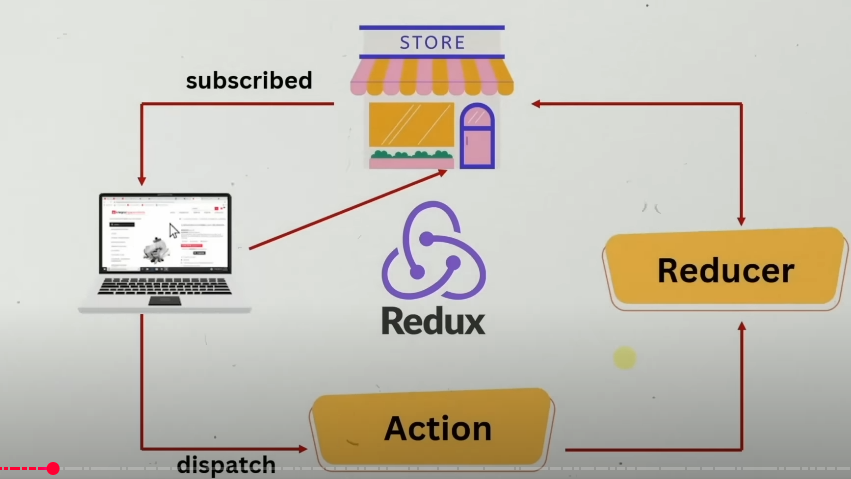 STORE
subscribed
Redux
Reducer
Action
dispatch